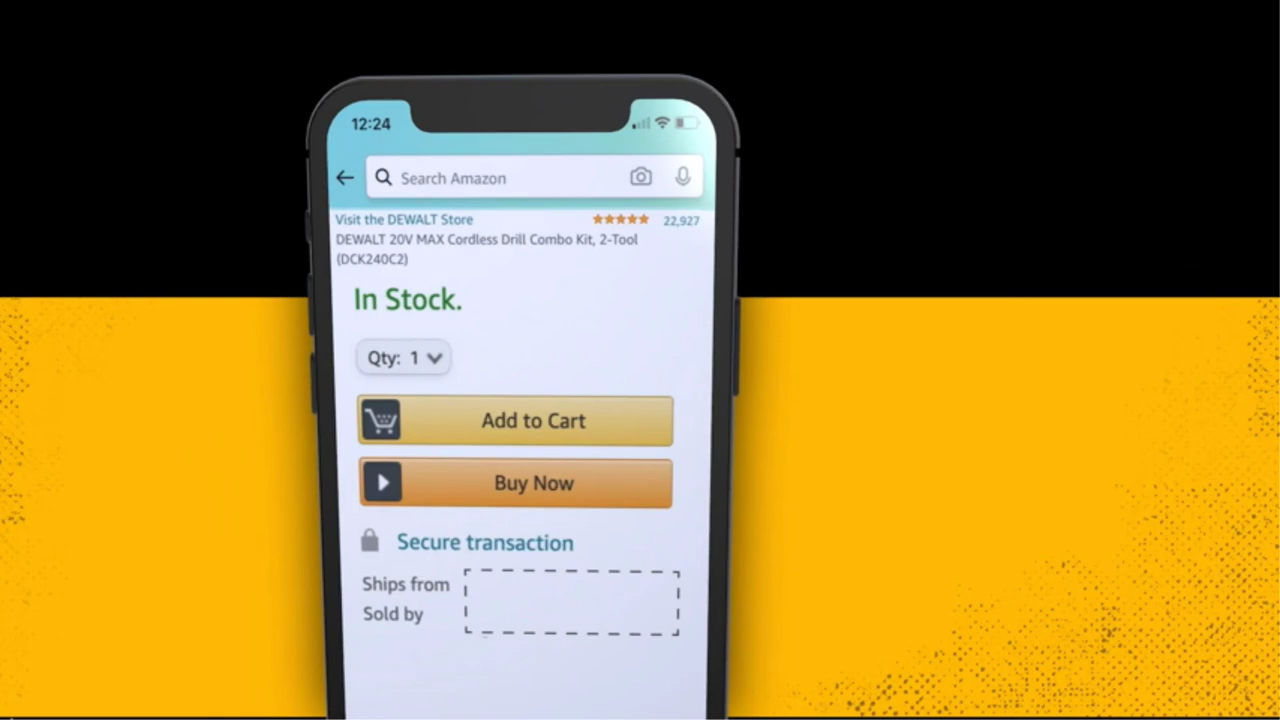 12:24
Search Amazon
Visit the DEWALT Store 22,927
DEWALT 20V MAX Cordless Drill Combo Kit, 2-Tool
(DCK240C2)
In Stock.
Qty: 1
Add to Cart
Buy Now
Secure transaction
Ships from
Sold by